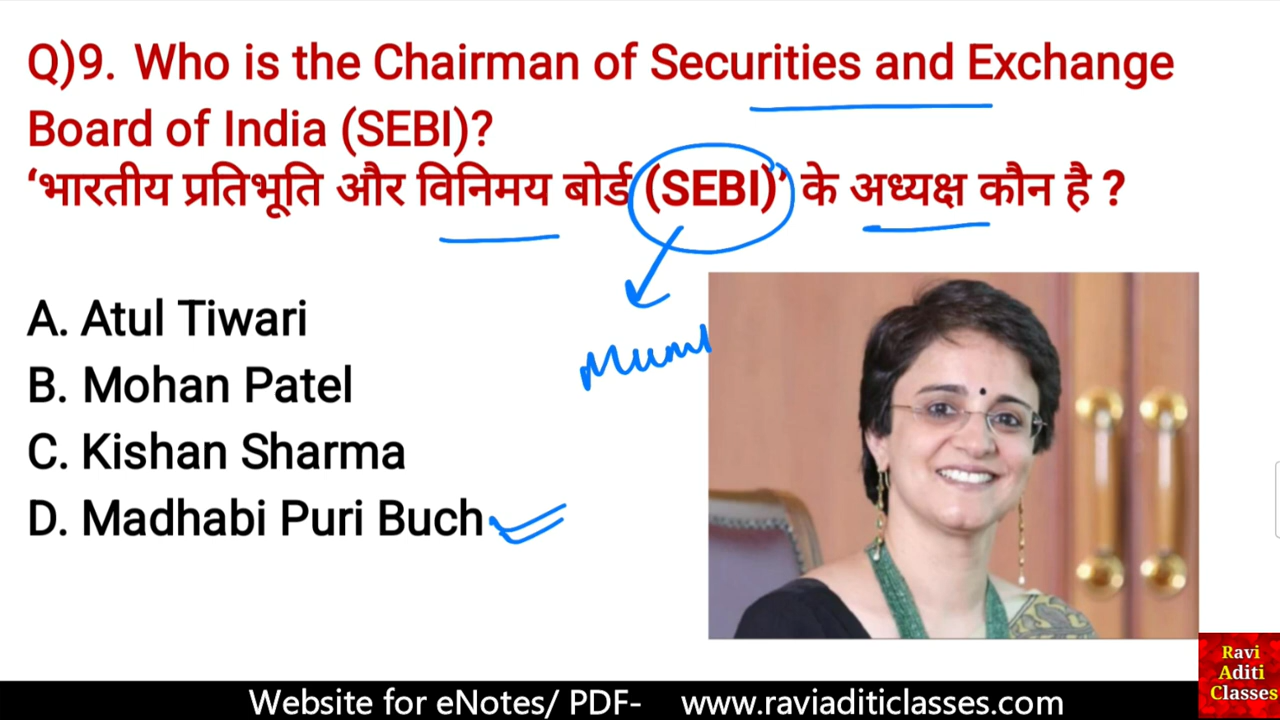 Q)9. Who is the Chairman of Securities and Exchange
Board of India (SEBI)?
‘भारतीय प्रतिभूति और विनिमय बोर्ड (SEBI)’ के अध्यक्ष कौन है ?
Mum
A. Atul Tiwari
B. Mohan Patel
C. Kishan Sharma
D. Madhabi Puri Buch
Ravi
Aditi
Classes
Website for eNotes/ PDF- www.raviaditiclasses.com